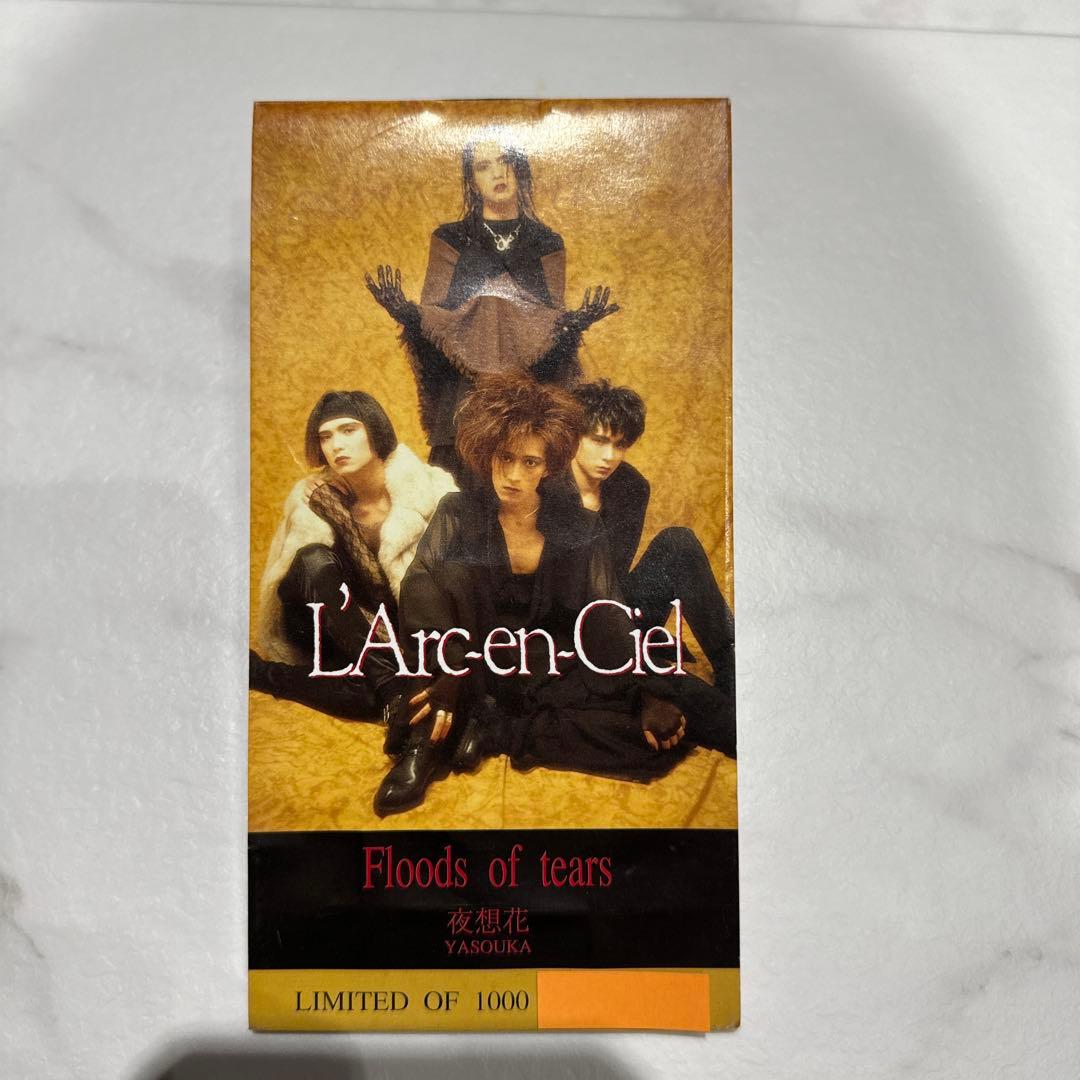 L'Arc-en-Ciel
Floods of tears
夜想花
YASOUKA
LIMITED OF 1000